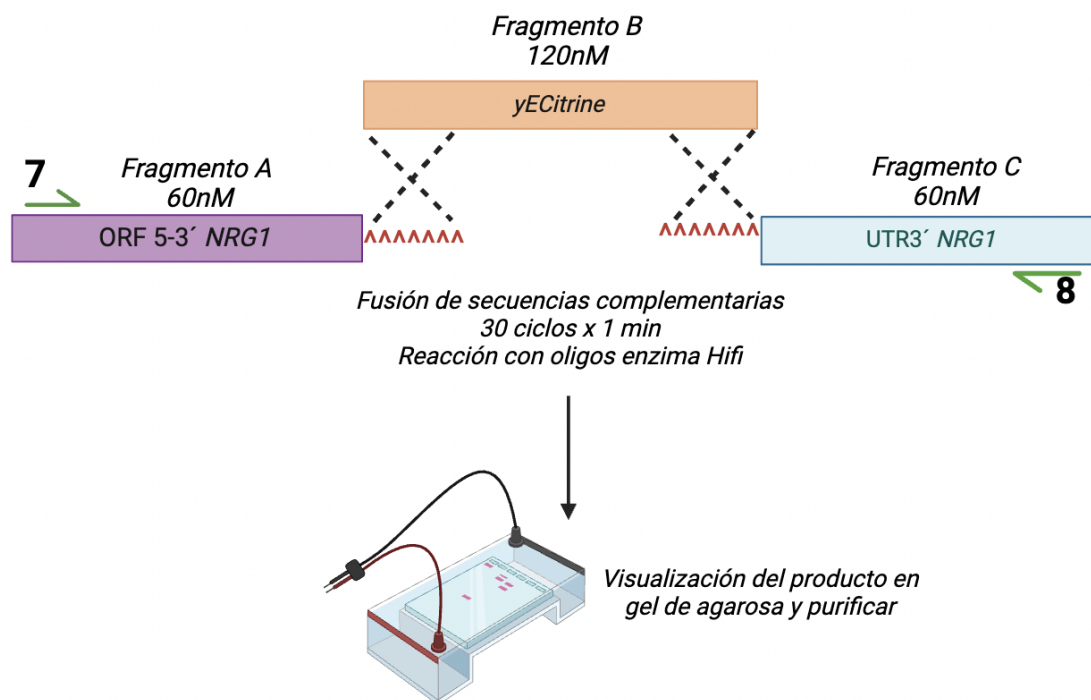 Fragmento B
120nM
yECitrine
7
Fragmento A
60nM
Fragmento C
60nM
ORF 5-3´ NRG1
^^^^^^^
^^^^^^^
UTR3´ NRG1
8
Fusión de secuencias complementarias
30 ciclos x 1 min
Reacción con oligos enzima Hifi
Visualización del producto en
gel de agarosa y purificar